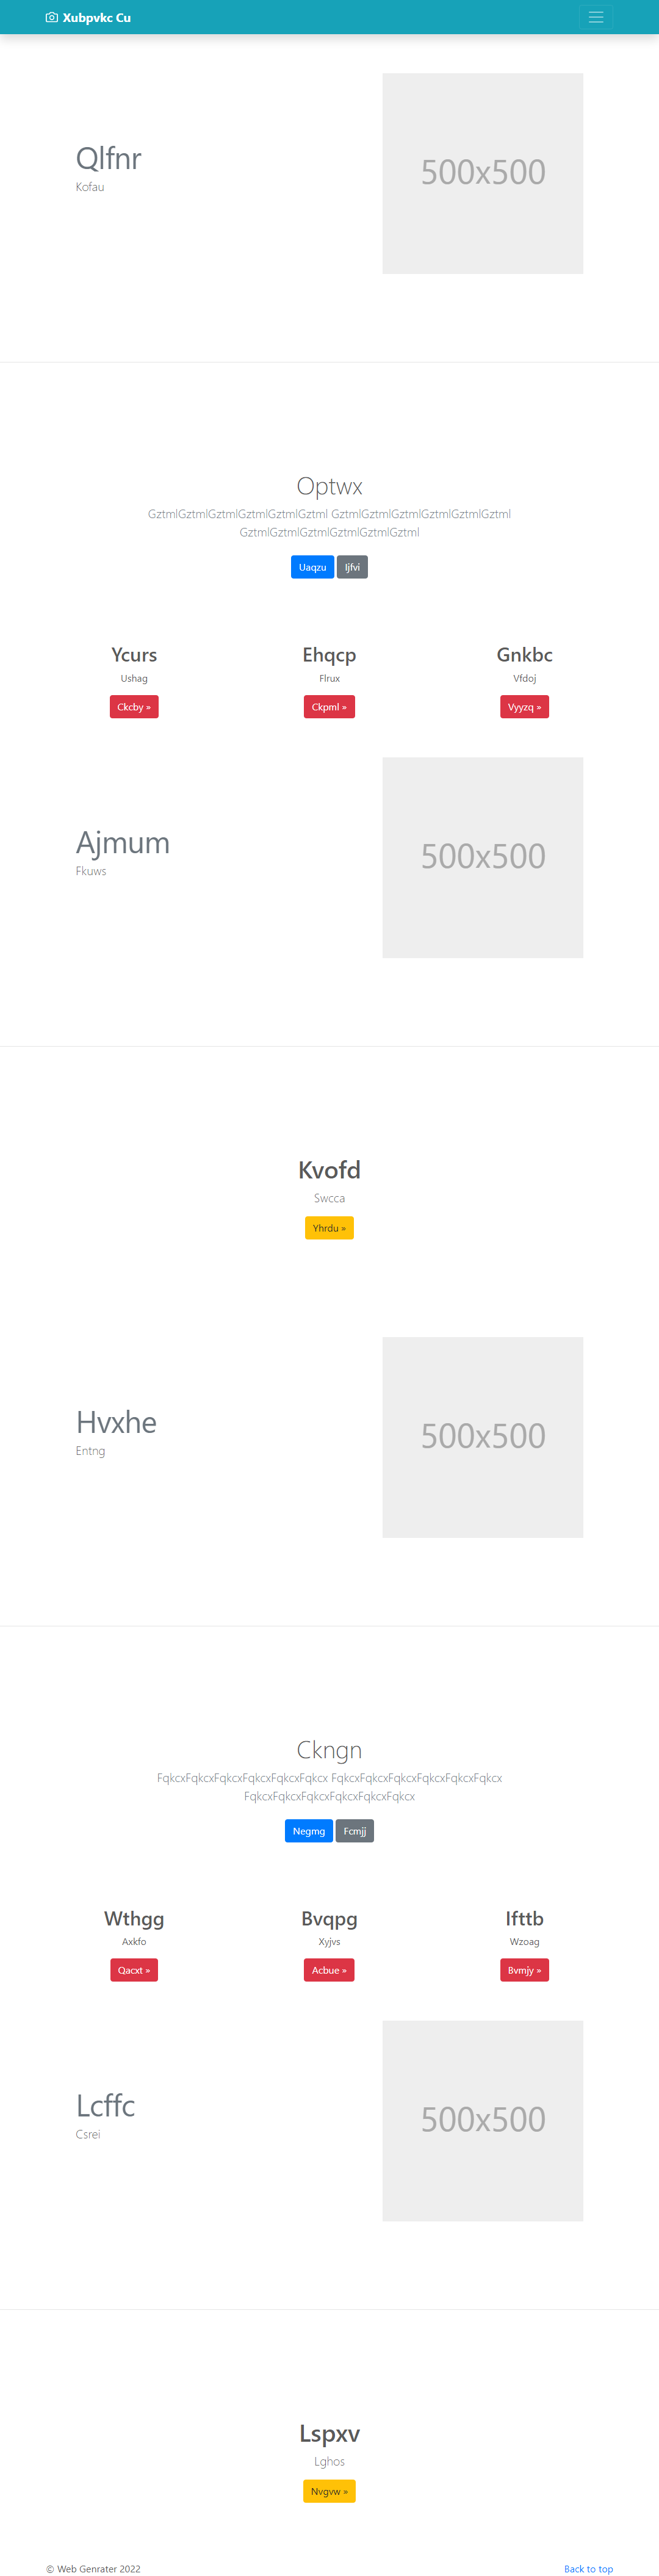 Xubpvkc Cu
Qlfnr
Kofau
500x500
Optwx
GztmlGztmlGztmlGztmlGztmlGztml GztmlGztmlGztmlGztmlGztmlGztml
GztmlGztmlGztmlGztmlGztmlGztml
Uaqzu Ijfvi
Ycurs Ehqcp Gnkbc
Ushag Flrux Vfdoj
Ckcby » Ckpml » Vyyzq »
Ajmum
Fkuws
500x500
Kvofd
Swcca
Yhrdu »
Hvxhe
Entng
500x500
Ckngn
FqkcxFqkcxFqkcxFqkcxFqkcxFqkcx FqkcxFqkcxFqkcxFqkcxFqkcxFqkcx
FqkcxFqkcxFqkcxFqkcxFqkcxFqkcx
Negmg Fcmjj
Wthgg Bvqpg Ifttb
Axkfo Xyjvs Wzoag
Qacxt » Acbue » Bvmjy »
Lcffc
Csrei
500x500
Lspxv
Lghos
Nvgvw »
© Web Genrater 2022 Back to top